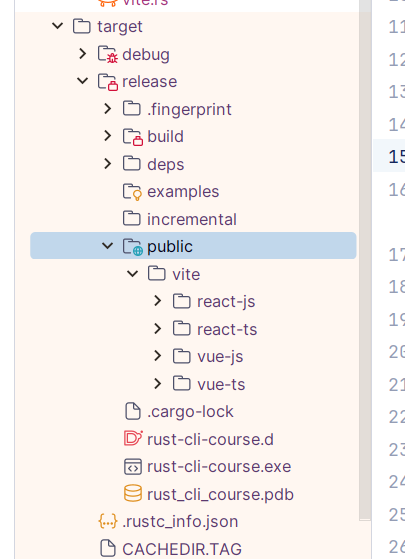 vite.rs
target
debug
release
.fingerprint
build
deps
examples
incremental
public
vite
react-js
react-ts
vue-js
vue-ts
.cargo-lock
rust-cli-course.d
rust-cli-course.exe
rust_cli_course.pdb
.rustc_info.json
CACHEDIR.TAG
11
12
13
14
15
16
17
18
19
20
21
22
23
24
25
26